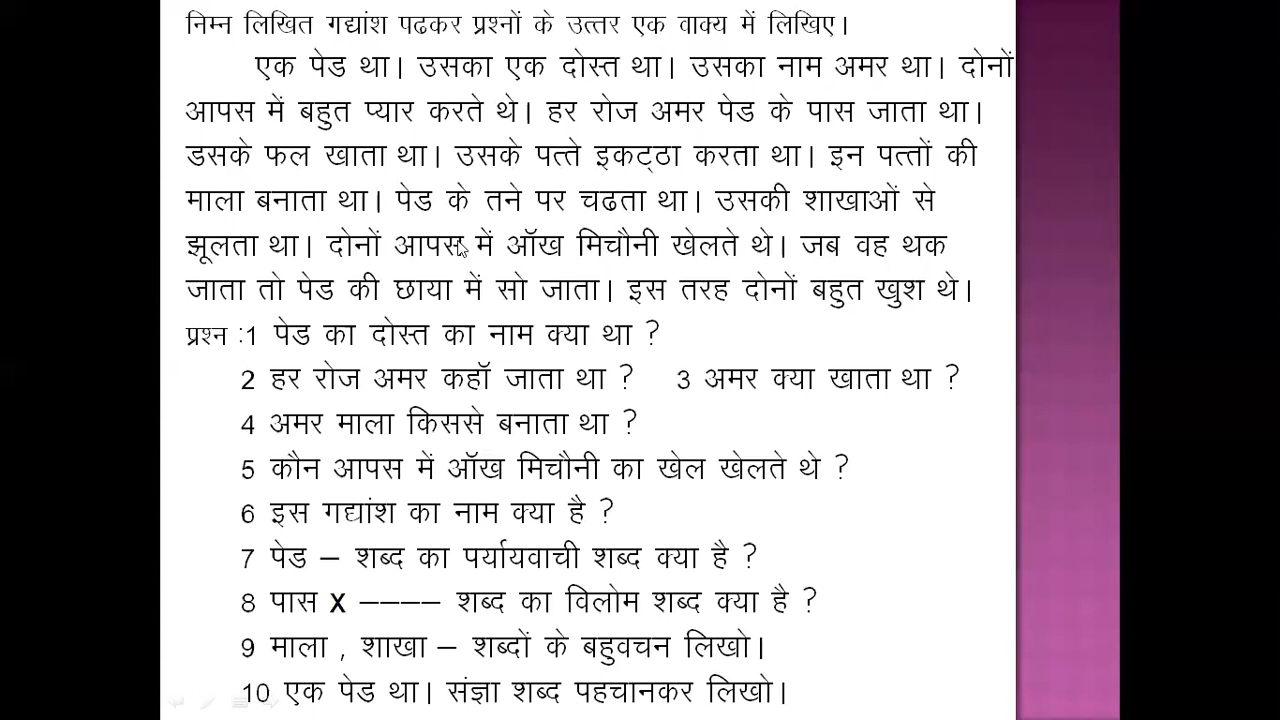 निम्न लिखित गद्यांश पढकर प्रश्नों के उत्तर एक वाक्य में लिखिए।
एक पेड था। उसका एक दोस्त था। उसका नाम अमर था। दोनों
आपस में बहुत प्यार करते थे। हर रोज अमर पेड के पास जाता था।
डसके फल खाता था। उसके पत्ते इकट्ठा करता था। इन पत्तों की
माला बनाता था। पेड के तने पर चढता था। उसकी शाखाओं से
झूलता था। दोनों आपस में ऑख मिचौनी खेलते थे। जब वह थक
जाता तो पेड की छाया में सो जाता। इस तरह दोनों बहुत खुश थे।
प्रश्न :1 पेड का दोस्त का नाम क्या था ?
2 हर रोज अमर कहॉ जाता था ? 3 अमर क्या खाता था ?
4 अमर माला किससे बनाता था ?
5 कौन आपस में ऑख मिचौनी का खेल खेलते थे ?
6 इस गद्यांश का नाम क्या है ?
7 पेड – शब्द का पर्यायवाची शब्द क्या है ?
8 पास X –––– शब्द का विलोम शब्द क्या है ?
9 माला , शाखा – शब्दों के बहुवचन लिखो।
10 एक पेड था। संज्ञा शब्द पहचानकर लिखो।